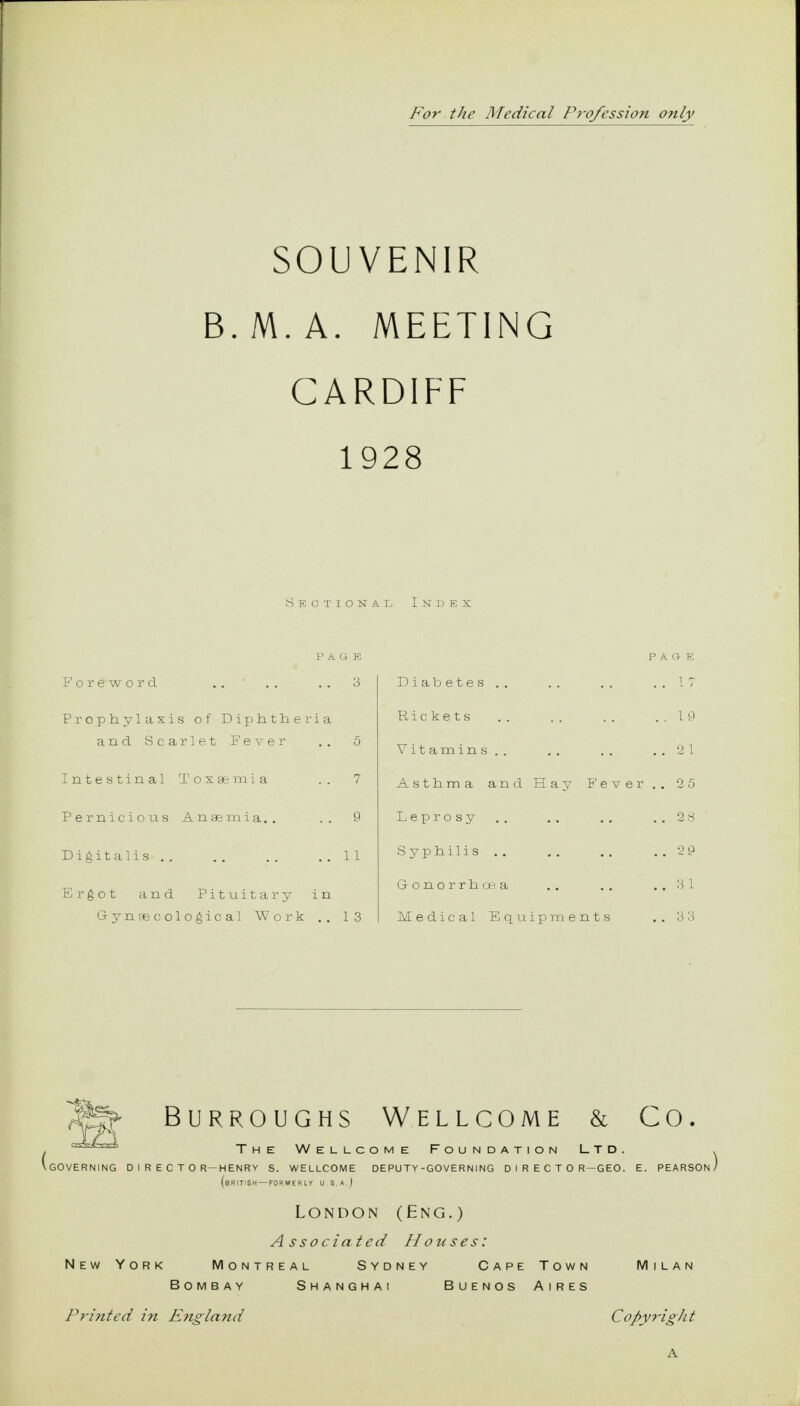 For the Medical Profession only
SOUVENIR
B. M. A. MEETING
CARDIFF
1928
SECTIONAL INDEX
PAGE
Foreword .. .. .. 3
Prophylaxis of Diphtheria
and Scarlet Fever .. 5
Intestinal Toxæmia .. 7
Pernicious Anæmia.. .. 9
Digitalis .. .. .. .. 11
Ergot and Pituitary in
Gynæcological Work .. 13
PAGE
Diabetes .. .. .. .. 17
Rickets .. .. .. .. 19
Vitamins .. .. .. .. 21
Asthma and Hay Fever .. 25
Leprosy .. .. .. .. 28
Syphilis .. .. .. .. 29
Gonorrhœa .. .. .. 31
Medical Equipments .. 33
BURROUGHS WELLCOME & CO.
THE WELLCOME FOUNDATION LTD.
(GOVERNING DIRECTOR—HENRY S. WELLCOME DEPUTY-GOVERNING DIRECTOR—GEO. E. PEARSON)
(BRITISH—FORMERLY U.S.A.)
LONDON (ENG.)
Associated Houses:
NEW YORK MONTREAL SYDNEY CAPE TOWN MILAN
BOMBAY SHANGHAI BUENOS AIRES
Printed in England Copyright
A